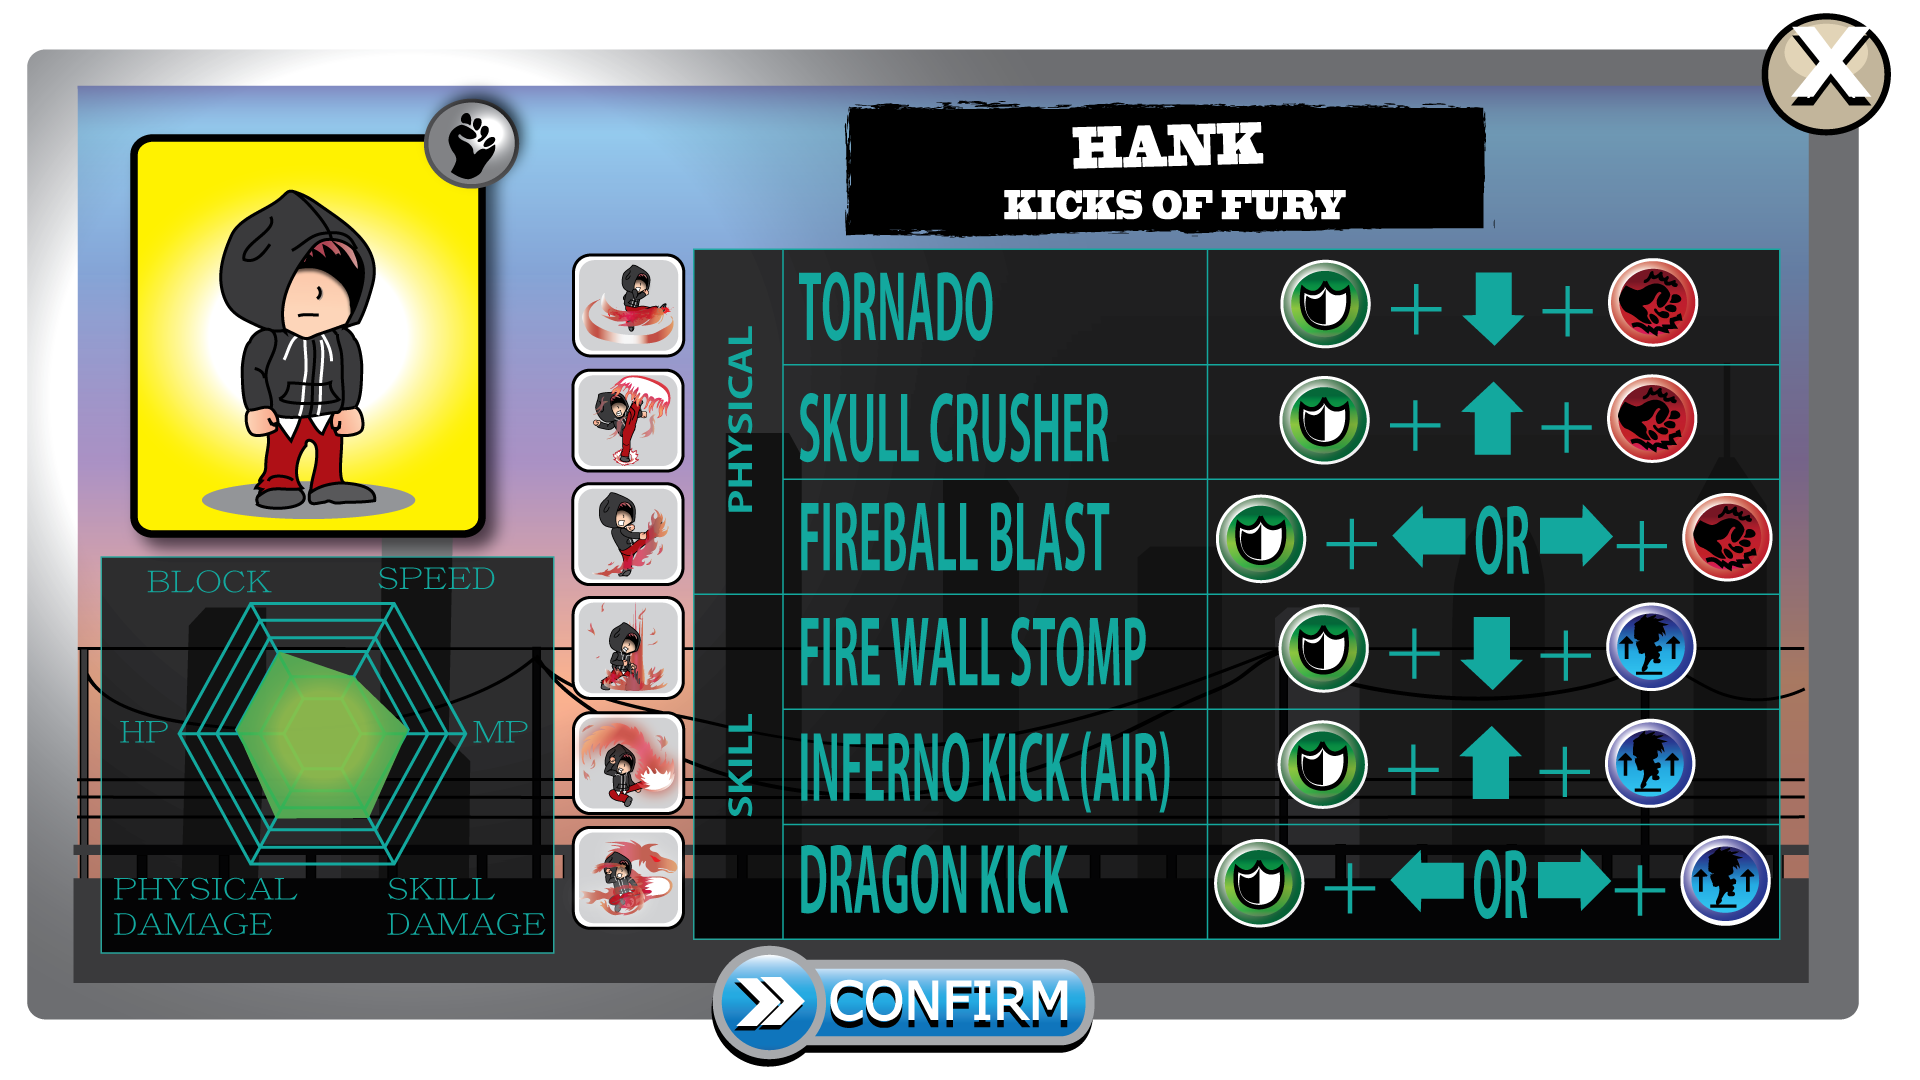 X
HANK
KICKS OF FURY
PHYSICAL
TORNADO
SKULL CRUSHER
FIREBALL BLAST
OR
SKILL
FIRE WALL STOMP
INFERNO KICK (AIR)
DRAGON KICK
OR
BLOCK
SPEED
HP
MP
PHYSICAL
DAMAGE
SKILL
DAMAGE
CONFIRM